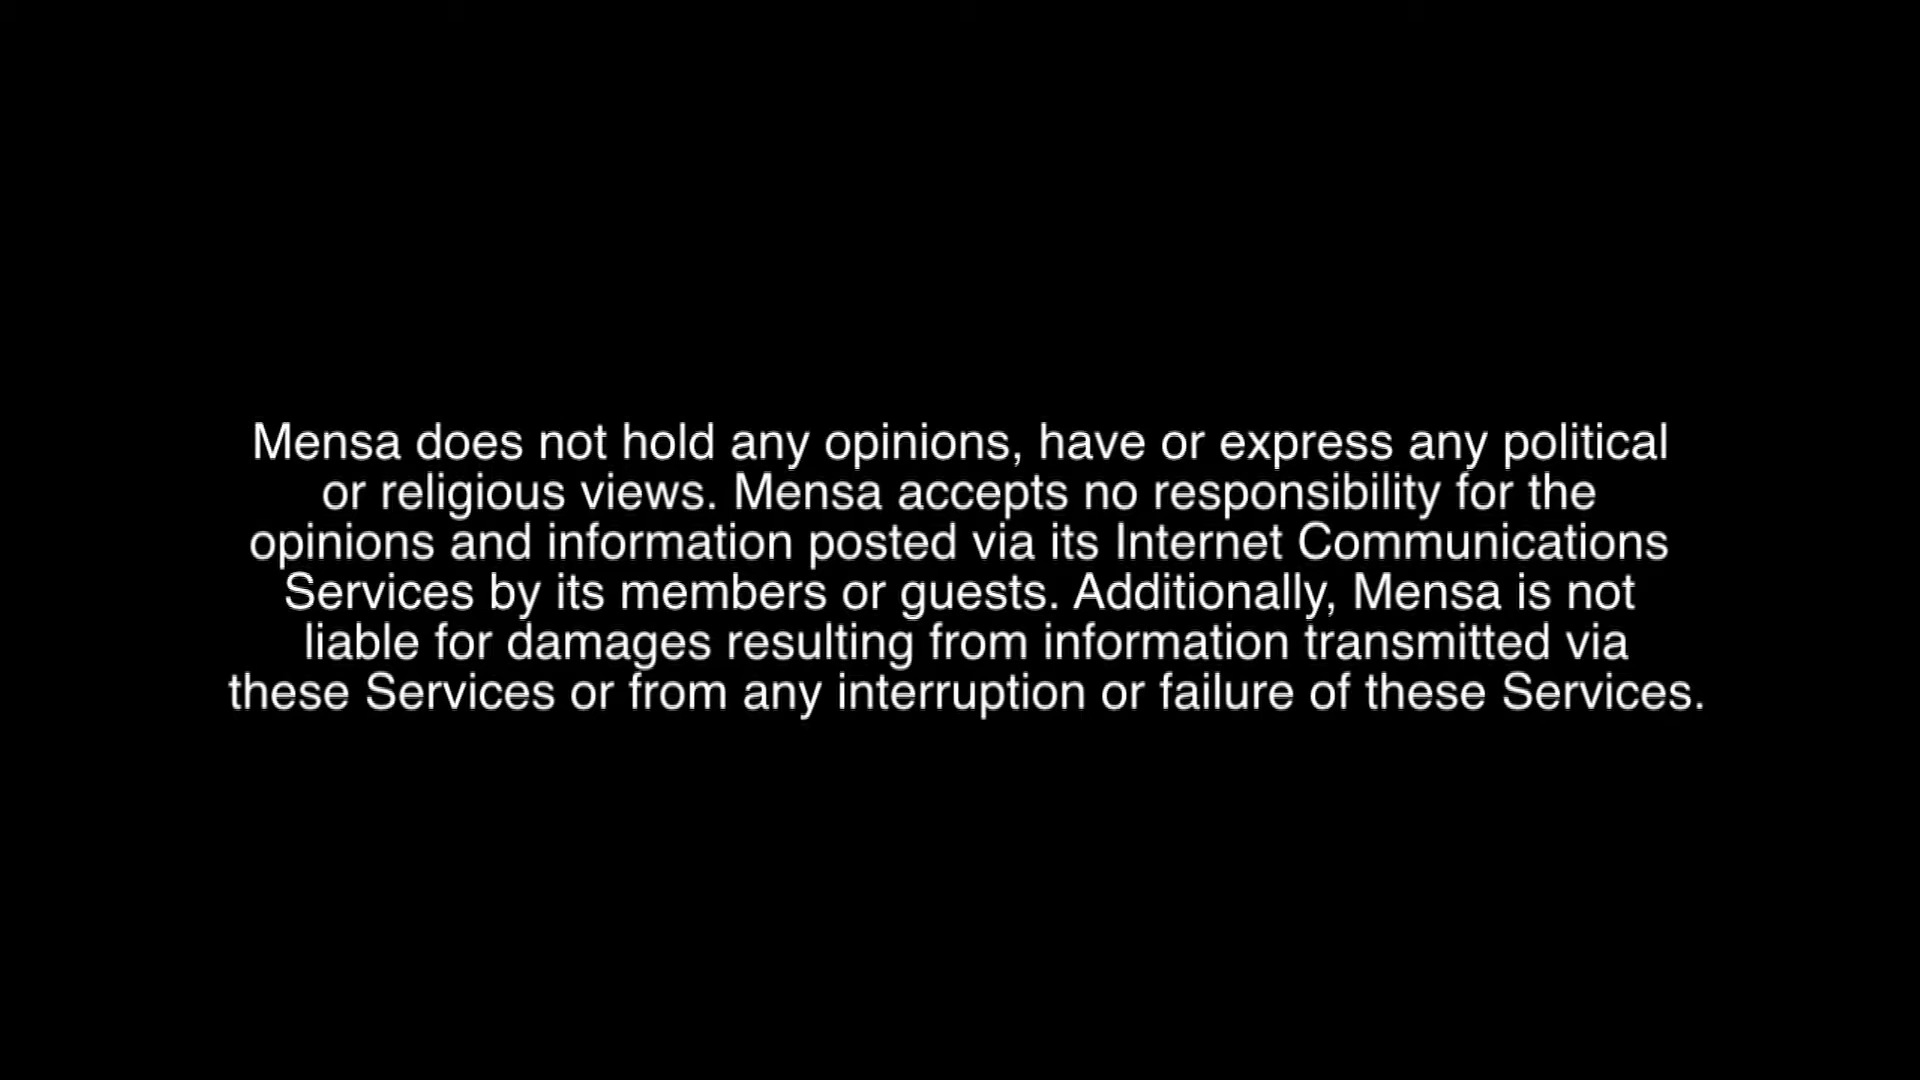 Mensa does not hold any opinions, have or express any political
or religious views. Mensa accepts no responsibility for the
opinions and information posted via its Internet Communications
Services by its members or guests. Additionally, Mensa is not
liable for damages resulting from information transmitted via
these Services or from any interruption or failure of these Services.